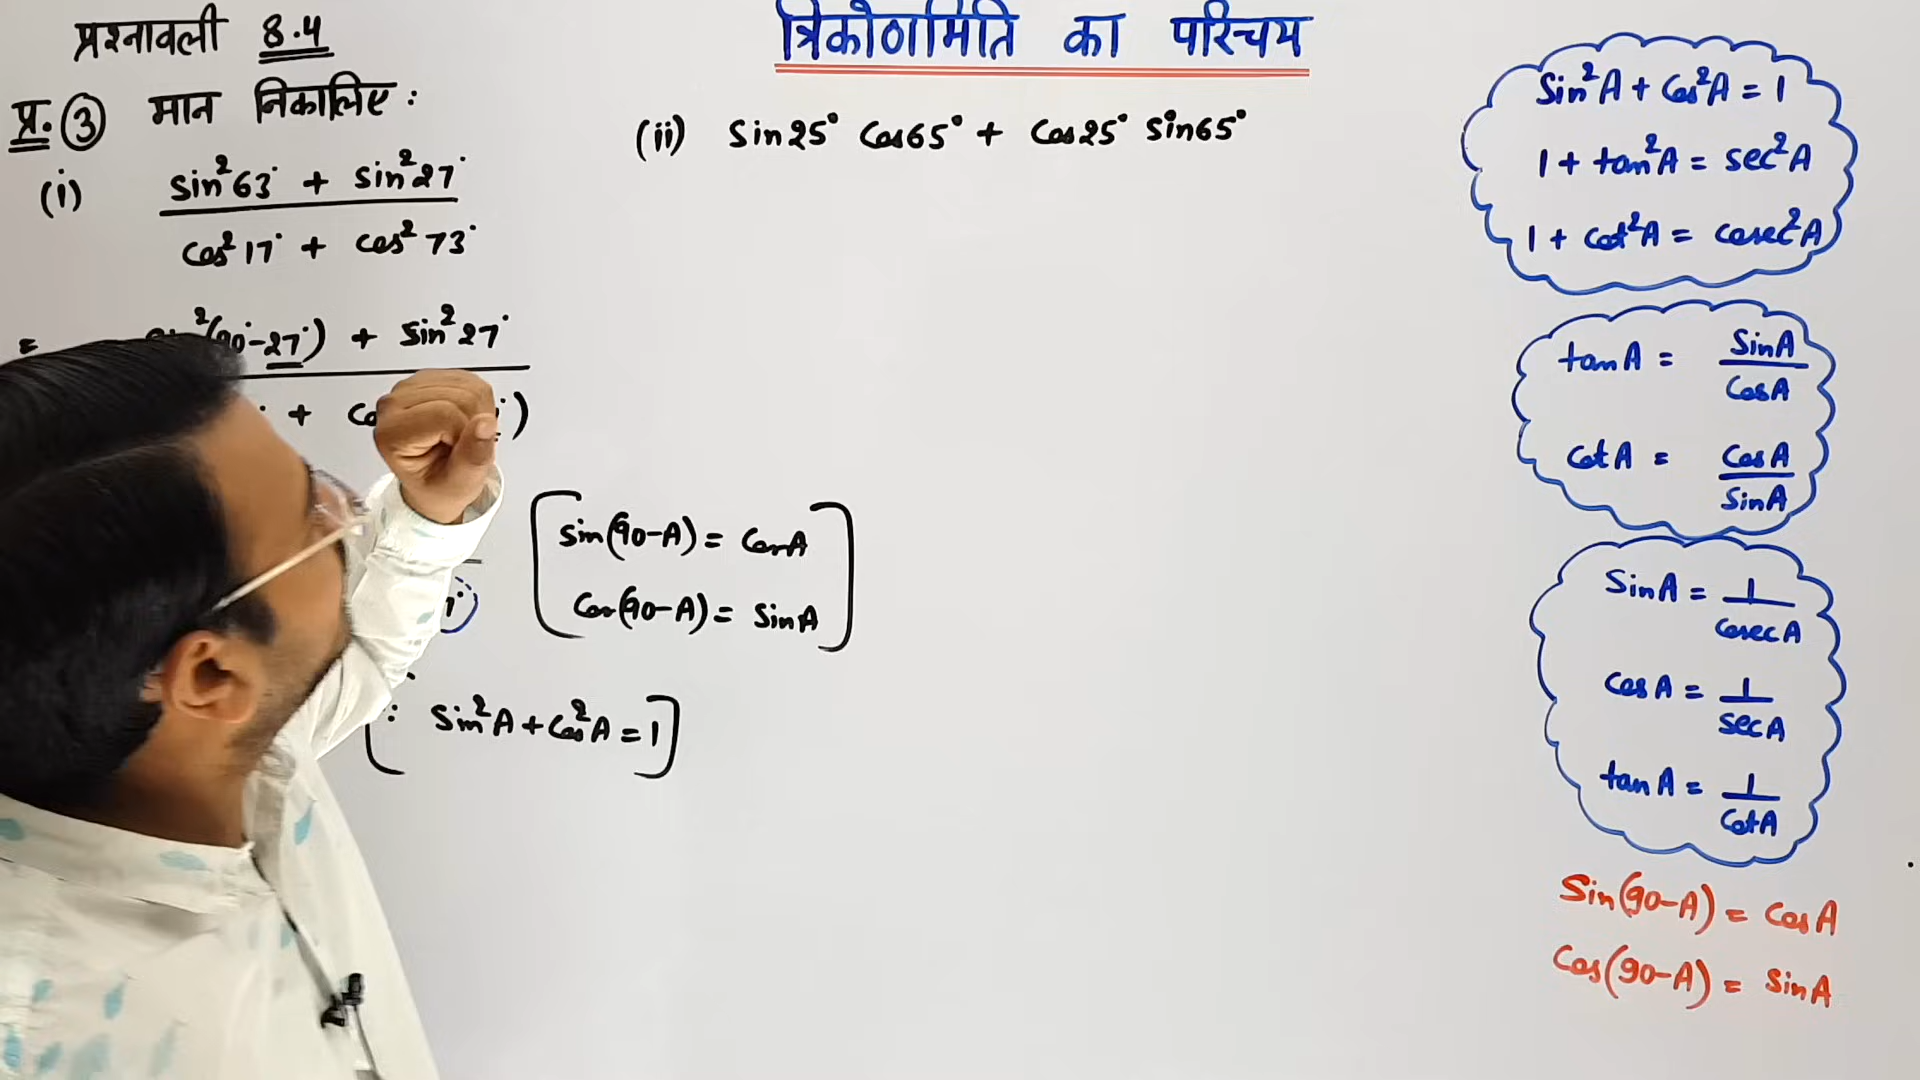 त्रिकोणमिति का परिचय
प्रश्नावली 8.4
प्र. ③ मान निकालिए :
(i) sin²63° + sin²27°
cos²17° + cos²73°
= (90°-27°) + sin²27°
+ )
[sin(90-A) = cosA
cos(90-A) = sinA]
[∵ sin²A + cos²A = 1]
(ii) sin25° cos65° + cos25° sin65°
sin²A + cos²A = 1
1 + tan²A = sec²A
1 + cot²A = cosec²A
tanA = sinA
cosA
cotA = cosA
sinA
sinA = 1
cosecA
cosA = 1
secA
tanA = 1
cotA
sin(90-A) = cosA
cos(90-A) = sinA